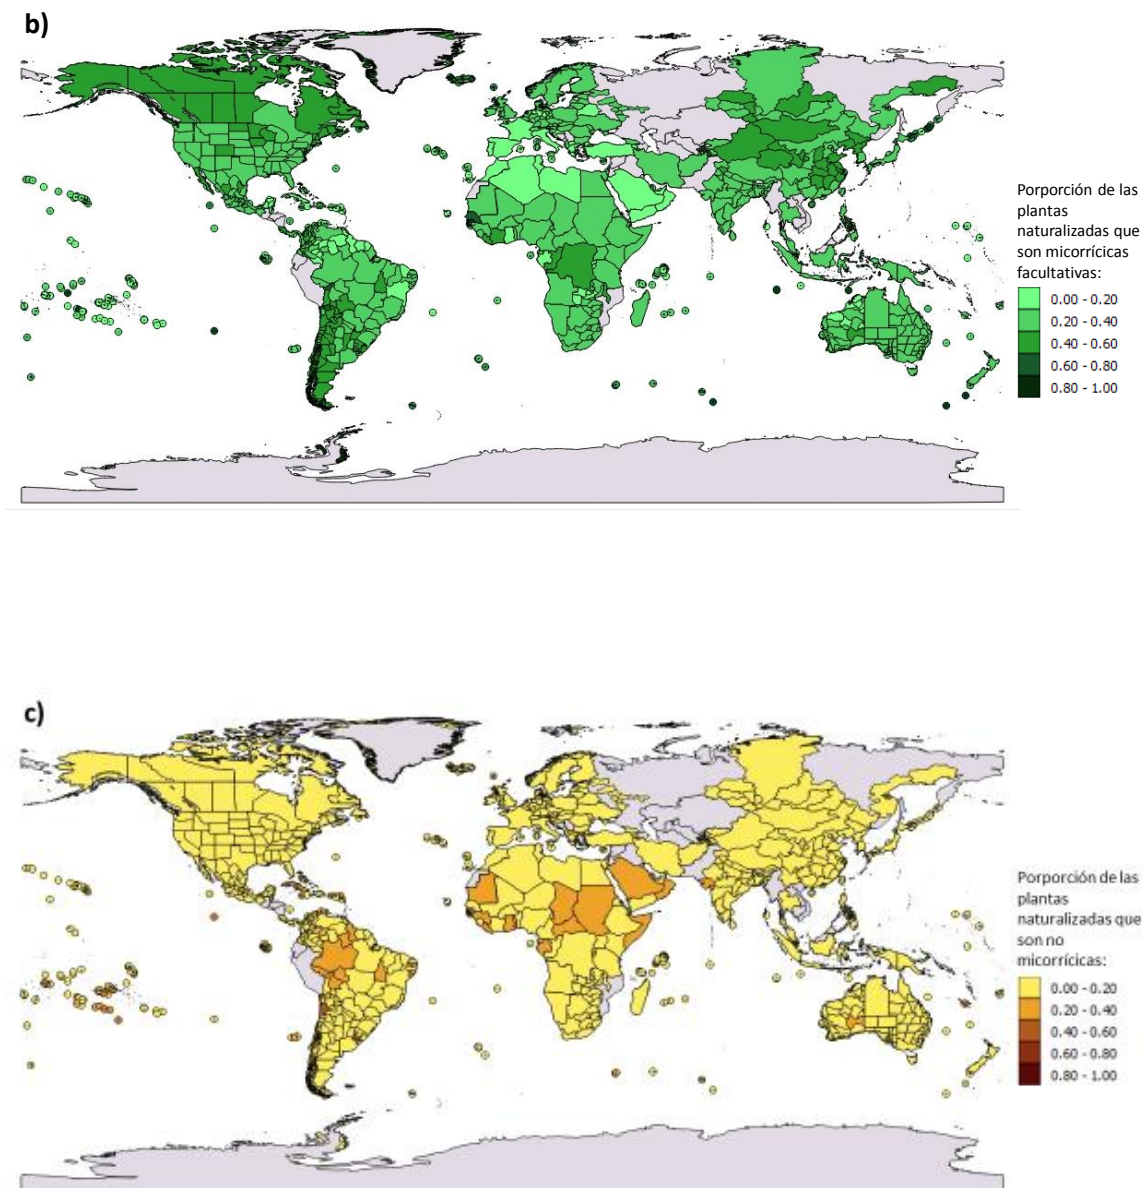 b)
Porporción de las
plantas
naturalizadas que
son micorrícicas
facultativas:
0.00 - 0.20
0.20 - 0.40
0.40 - 0.60
0.60 - 0.80
0.80 - 1.00
c)
Porporción de las
plantas
naturalizadas que
son no
micorrícicas:
0.00 - 0.20
0.20 - 0.40
0.40 - 0.60
0.60 - 0.80
0.80 - 1.00